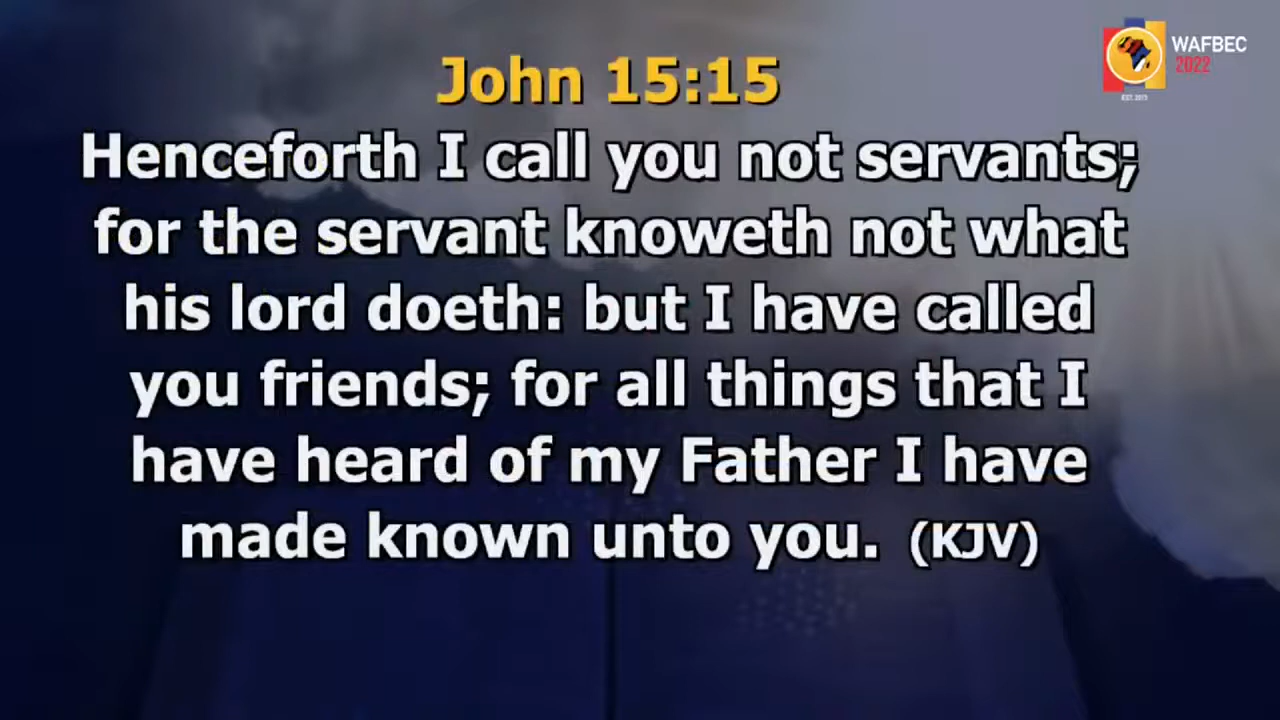 WAFBEC
2022
EST. 2015
John 15:15
Henceforth I call you not servants;
for the servant knoweth not what
his lord doeth: but I have called
you friends; for all things that I
have heard of my Father I have
made known unto you. (KJV)